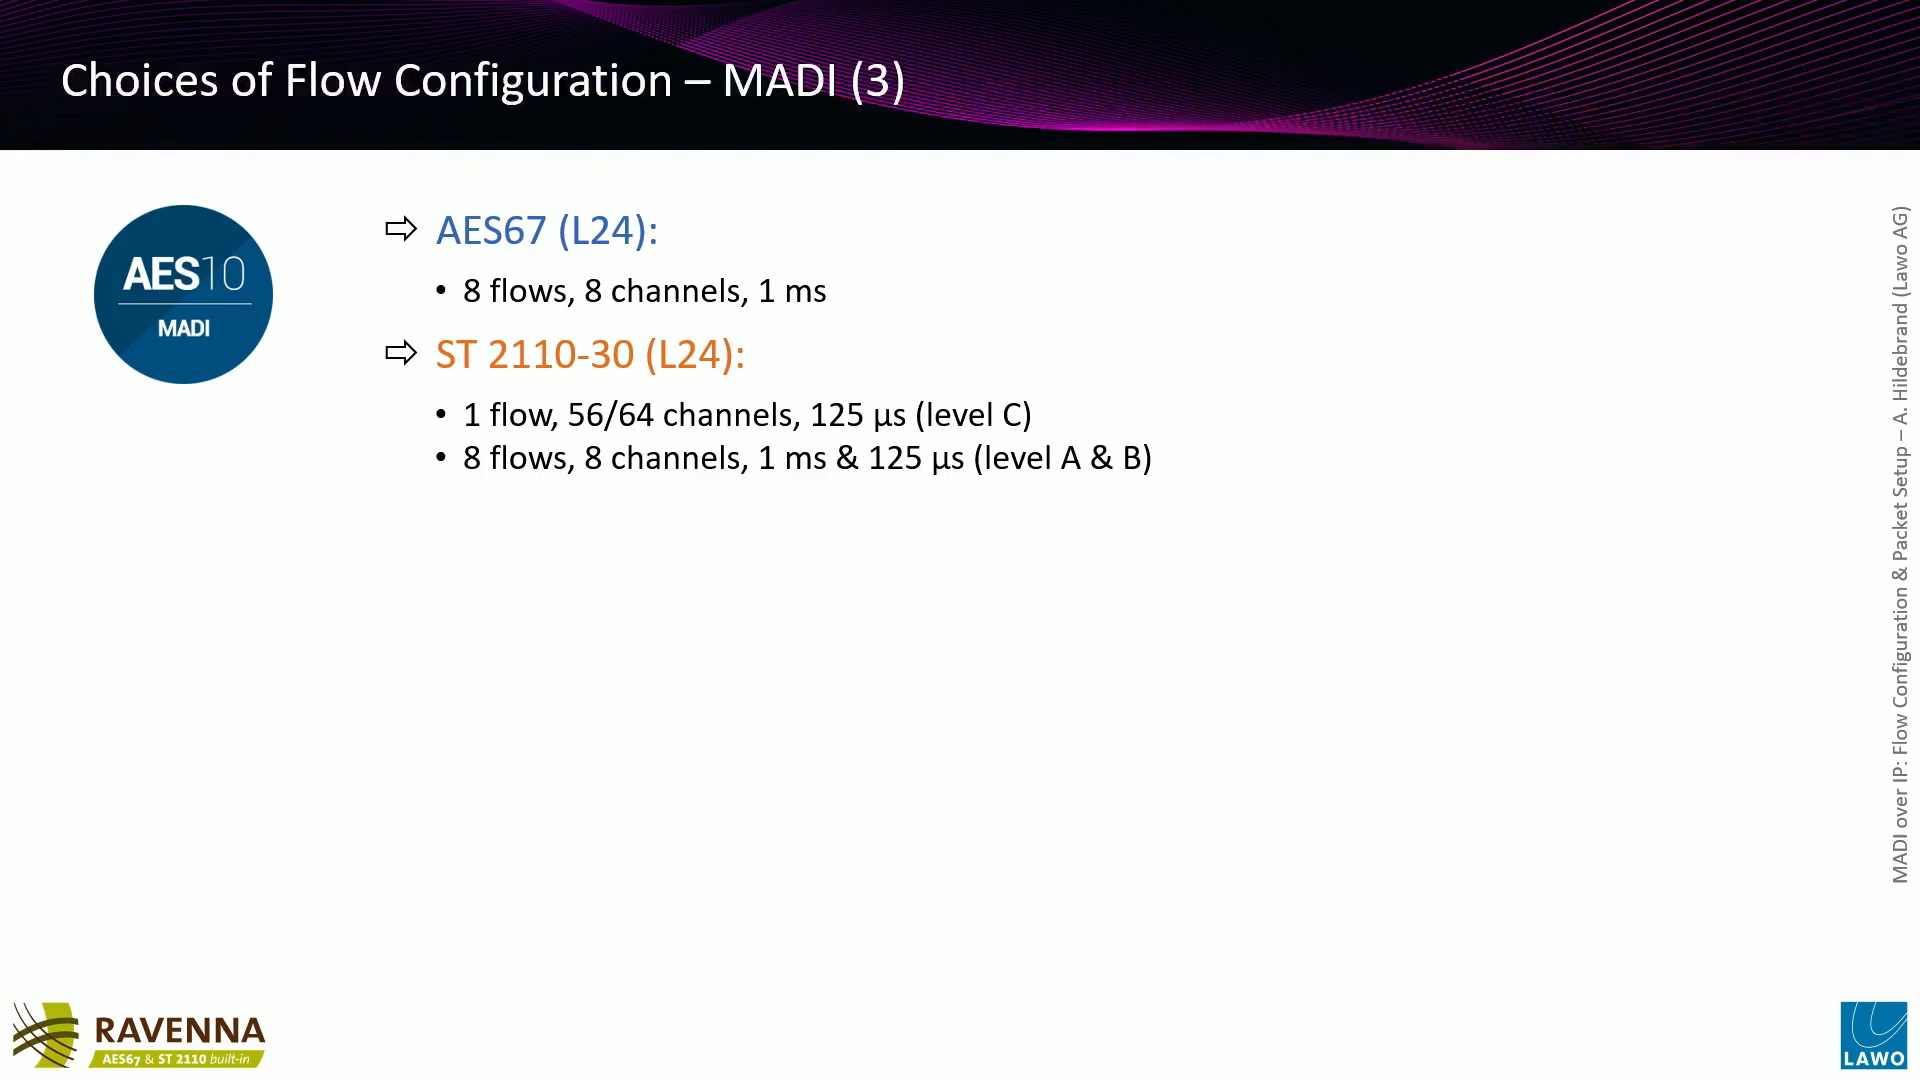 Choices of Flow Configuration – MADI (3)
AES10
MADI
⇨ AES67 (L24):
• 8 flows, 8 channels, 1 ms
⇨ ST 2110-30 (L24):
• 1 flow, 56/64 channels, 125 µs (level C)
• 8 flows, 8 channels, 1 ms & 125 µs (level A & B)
MADI over IP: Flow Configuration & Packet Setup – A. Hildebrand (Lawo AG)
RAVENNA
AES67 & ST 2110 built-in
LAWO